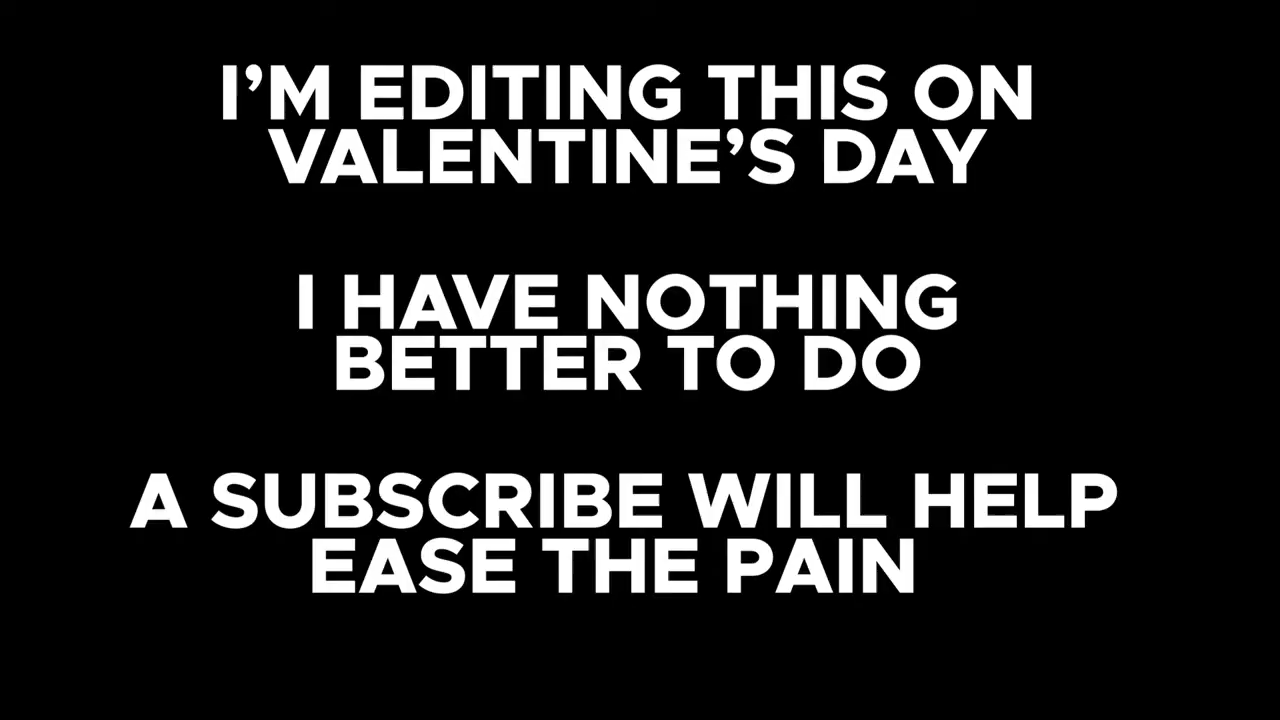 I’M EDITING THIS ON
VALENTINE’S DAY
I HAVE NOTHING
BETTER TO DO
A SUBSCRIBE WILL HELP
EASE THE PAIN